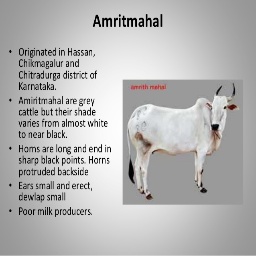 Amritmahal
• Originated in Hassan,
Chikmagalur and
Chitradurga district of
Karnataka.
• Amiritmahal are grey
cattle but their shade
varies from almost white
to near black.
• Horns are long and end in
sharp black points. Horns
protruded backside
• Ears small and erect,
dewlap small
• Poor milk producers.
amrith mahal